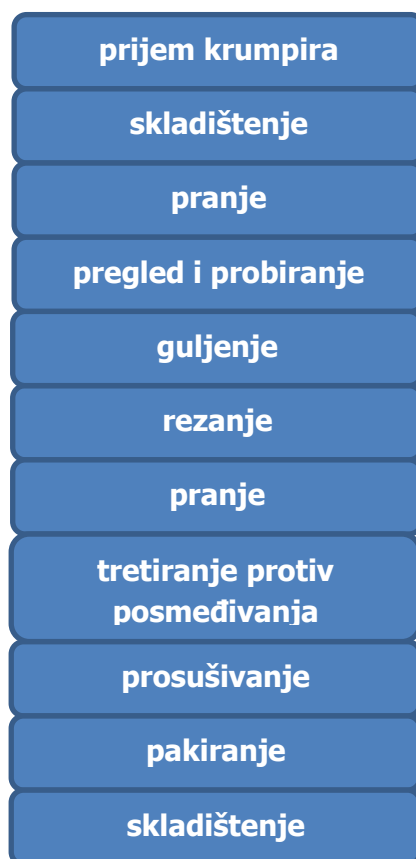 prijem krumpira
skladištenje
pranje
pregled i probiranje
guljenje
rezanje
pranje
tretiranje protiv
posmeđivanja
prosušivanje
pakiranje
skladištenje